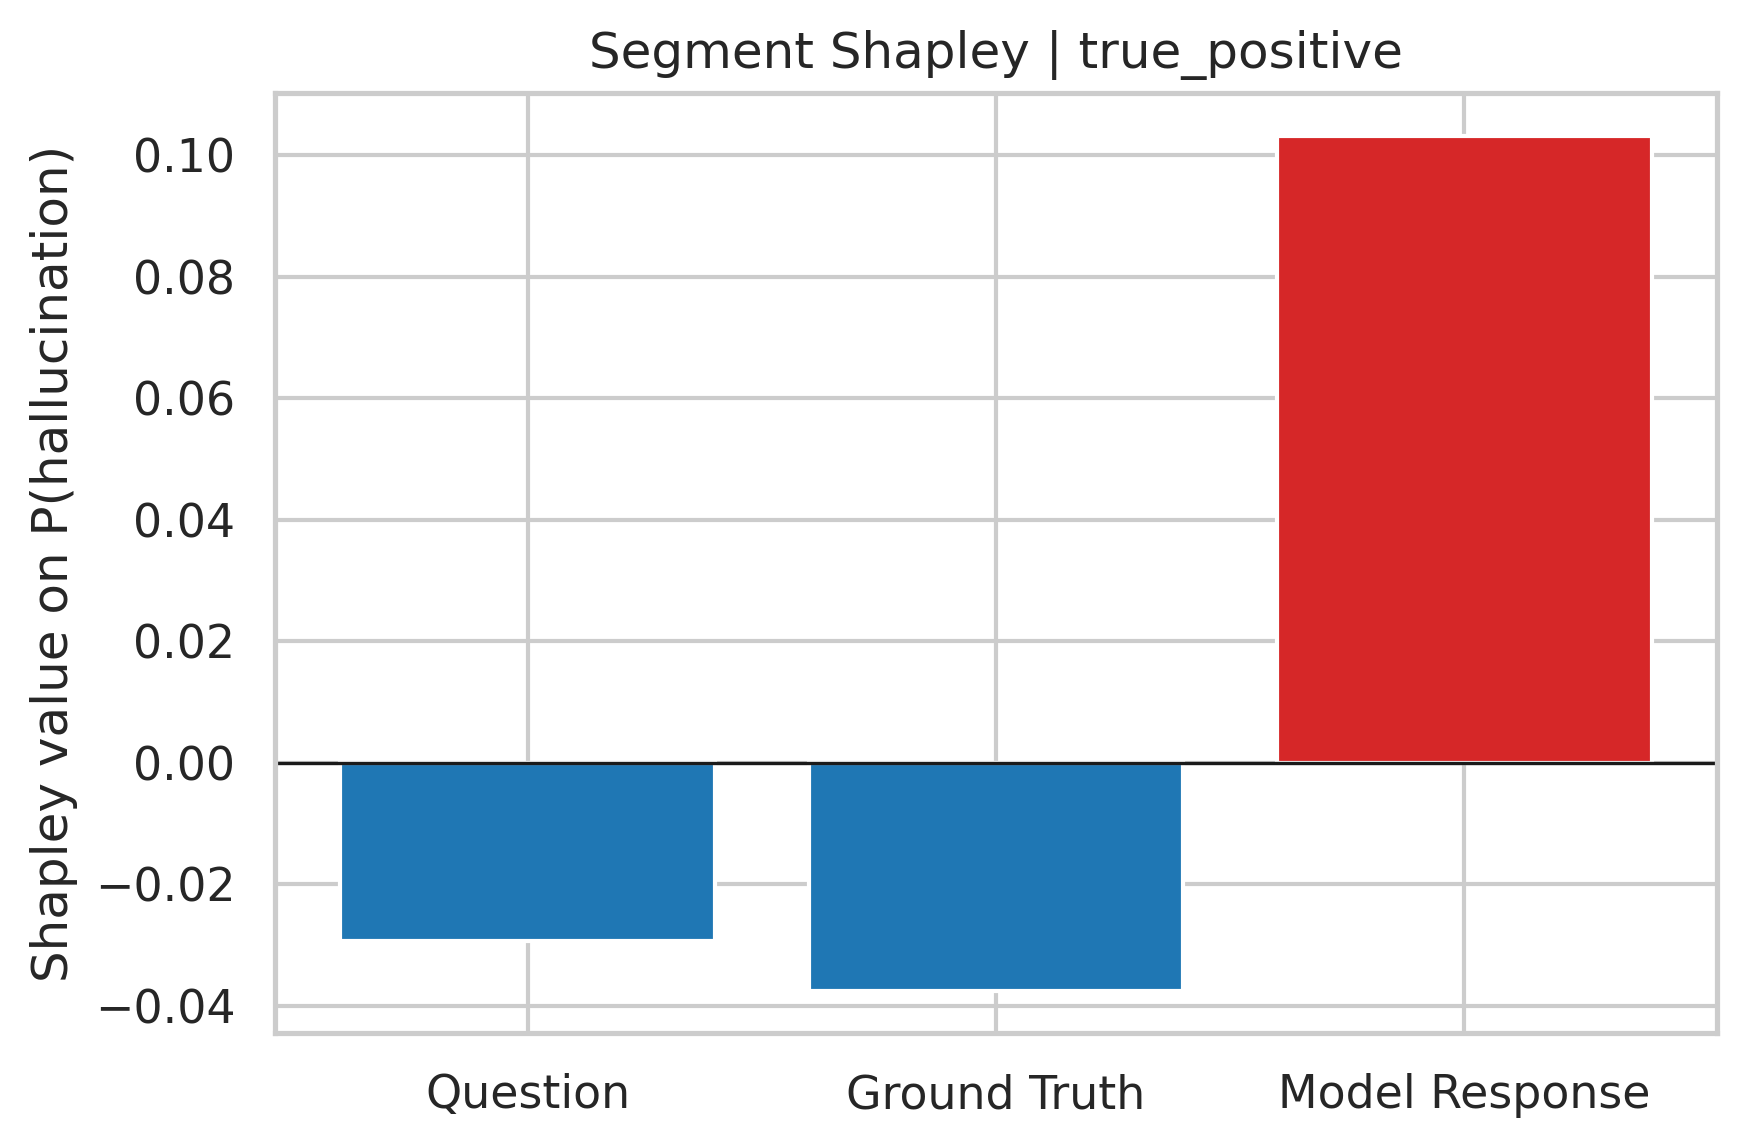 Segment Shapley | true_positive
Shapley value on P(hallucination)
0.10
0.08
0.06
0.04
0.02
0.00
−0.02
−0.04
Question
Ground Truth
Model Response